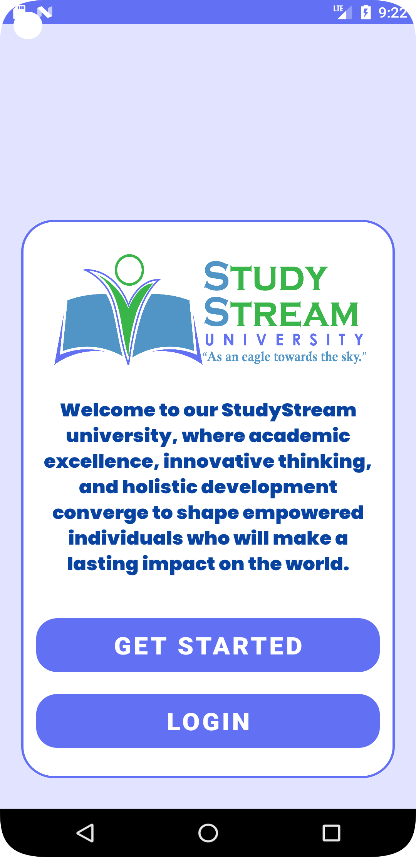 LTE 9:22
STUDY
STREAM
UNIVERSITY
"As an eagle towards the sky."
Welcome to our StudyStream
university, where academic
excellence, innovative thinking,
and holistic development
converge to shape empowered
individuals who will make a
lasting impact on the world.
GET STARTED
LOGIN